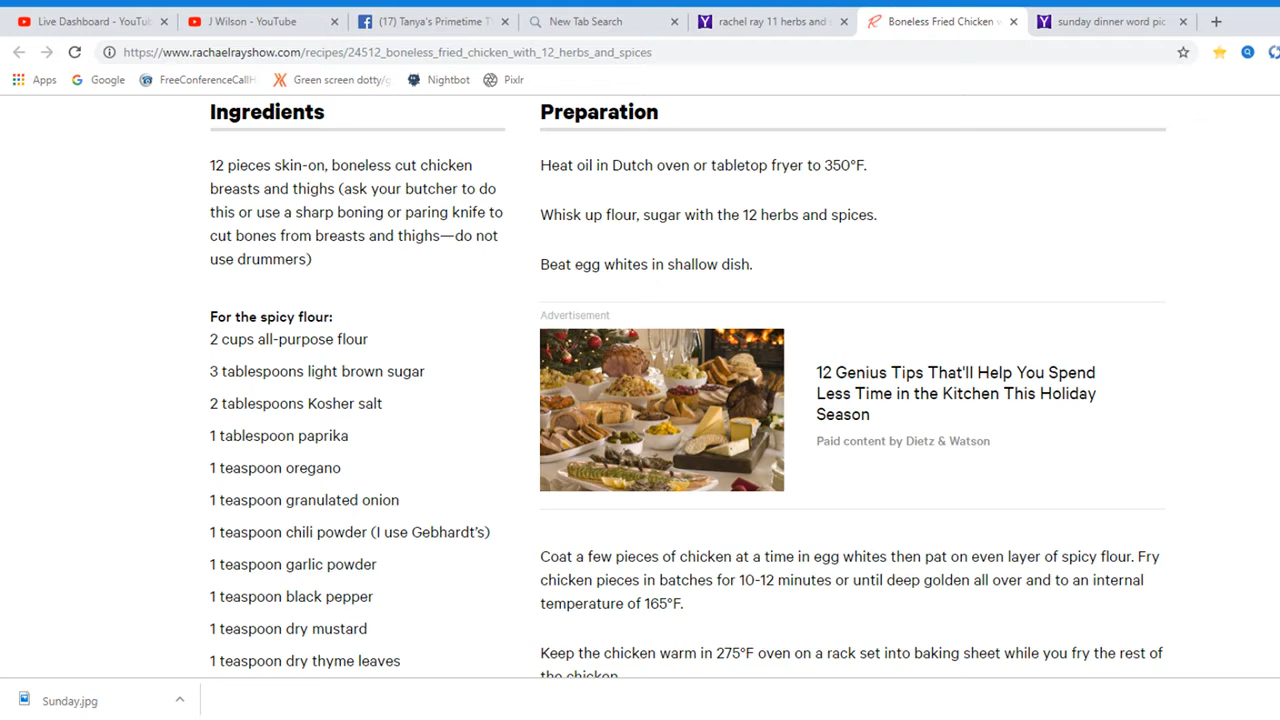 Live Dashboard - YouTub
J Wilson - YouTube
(17) Tanya's Primetime T
New Tab Search
rachel ray 11 herbs and s
Boneless Fried Chicken w
sunday dinner word pic
https://www.rachaelrayshow.com/recipes/24512_boneless_fried_chicken_with_12_herbs_and_spices
Apps
Google
FreeConferenceCallH
Green screen dotty/g
Nightbot
Pixlr
Ingredients
12 pieces skin-on, boneless cut chicken
breasts and thighs (ask your butcher to do
this or use a sharp boning or paring knife to
cut bones from breasts and thighs—do not
use drummers)
For the spicy flour:
2 cups all-purpose flour
3 tablespoons light brown sugar
2 tablespoons Kosher salt
1 tablespoon paprika
1 teaspoon oregano
1 teaspoon granulated onion
1 teaspoon chili powder (I use Gebhardt's)
1 teaspoon garlic powder
1 teaspoon black pepper
1 teaspoon dry mustard
1 teaspoon dry thyme leaves
Preparation
Heat oil in Dutch oven or tabletop fryer to 350°F.
Whisk up flour, sugar with the 12 herbs and spices.
Beat egg whites in shallow dish.
Advertisement
12 Genius Tips That'll Help You Spend
Less Time in the Kitchen This Holiday
Season
Paid content by Dietz & Watson
Coat a few pieces of chicken at a time in egg whites then pat on even layer of spicy flour. Fry
chicken pieces in batches for 10-12 minutes or until deep golden all over and to an internal
temperature of 165°F.
Keep the chicken warm in 275°F oven on a rack set into baking sheet while you fry the rest of
the chicken.
Sunday.jpg